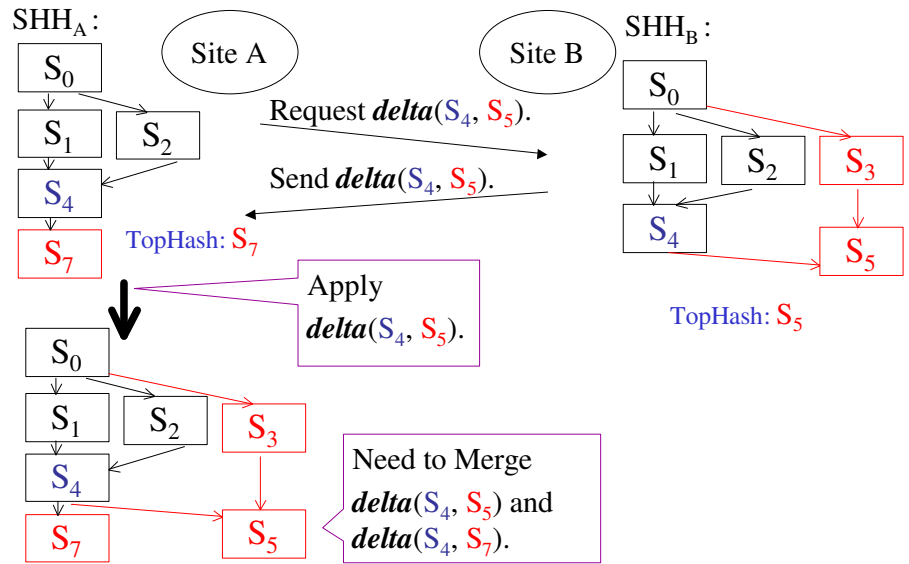 SHH_A:
Site A
Site B
SHH_B:
S_0
S_1
S_2
S_4
S_7
Request delta(S_4, S_5).
Send delta(S_4, S_5).
TopHash: S_7
S_0
S_1
S_2
S_3
S_4
S_5
TopHash: S_5
Apply
delta(S_4, S_5).
S_0
S_1
S_2
S_3
S_4
S_7
S_5
Need to Merge
delta(S_4, S_5) and
delta(S_4, S_7).